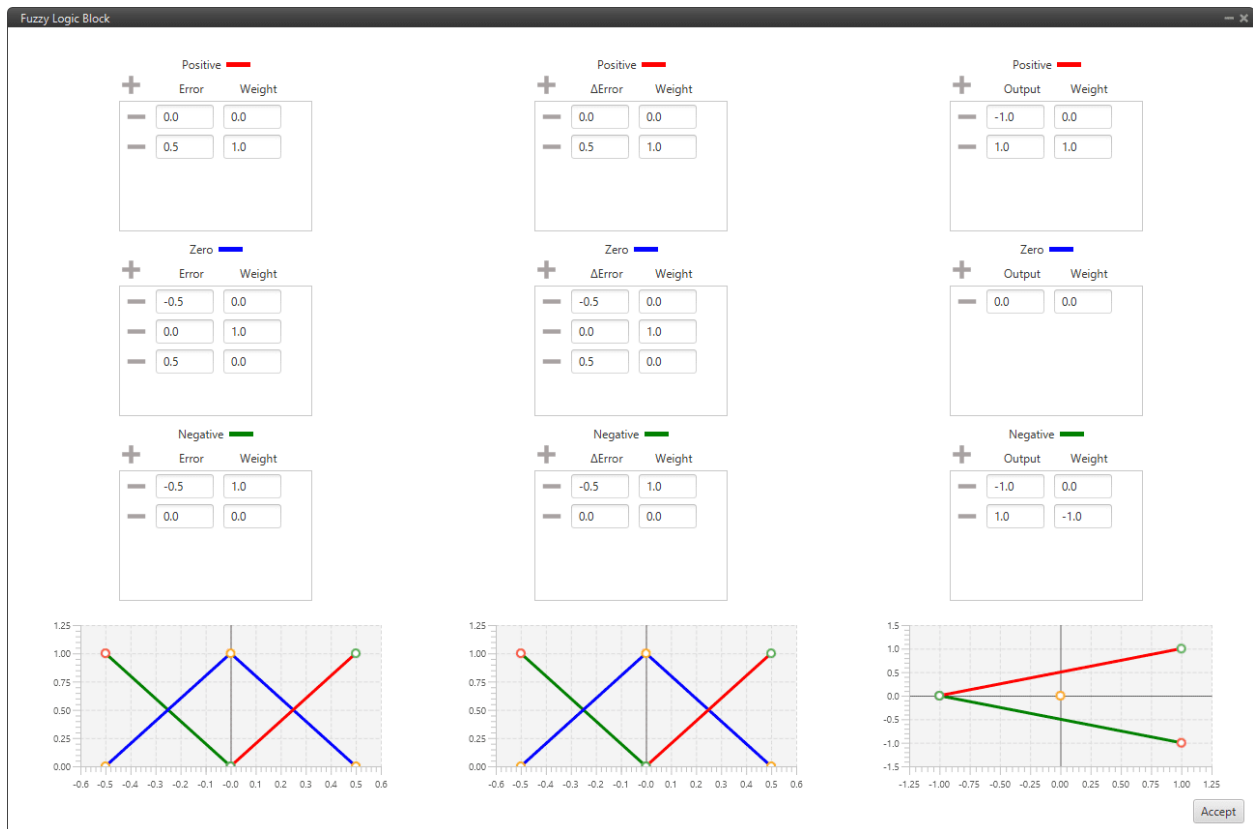 Fuzzy Logic Block
Positive
Error Weight
0.0 0.0
0.5 1.0
Zero
Error Weight
-0.5 0.0
0.0 1.0
0.5 0.0
Negative
Error Weight
-0.5 1.0
0.0 0.0
1.25
1.00
0.75
0.50
0.25
0.00
-0.6 -0.5 -0.4 -0.3 -0.2 -0.1 -0.0 0.1 0.2 0.3 0.4 0.5 0.6
Positive
ΔError Weight
0.0 0.0
0.5 1.0
Zero
ΔError Weight
-0.5 0.0
0.0 1.0
0.5 0.0
Negative
ΔError Weight
-0.5 1.0
0.0 0.0
1.25
1.00
0.75
0.50
0.25
0.00
-0.6 -0.5 -0.4 -0.3 -0.2 -0.1 -0.0 0.1 0.2 0.3 0.4 0.5 0.6
Positive
Output Weight
-1.0 0.0
1.0 1.0
Zero
Output Weight
0.0 0.0
Negative
Output Weight
-1.0 0.0
1.0 -1.0
1.5
1.0
0.5
0.0
-0.5
-1.0
-1.5
-1.25 -1.00 -0.75 -0.50 -0.25 0.00 0.25 0.50 0.75 1.00 1.25
Accept